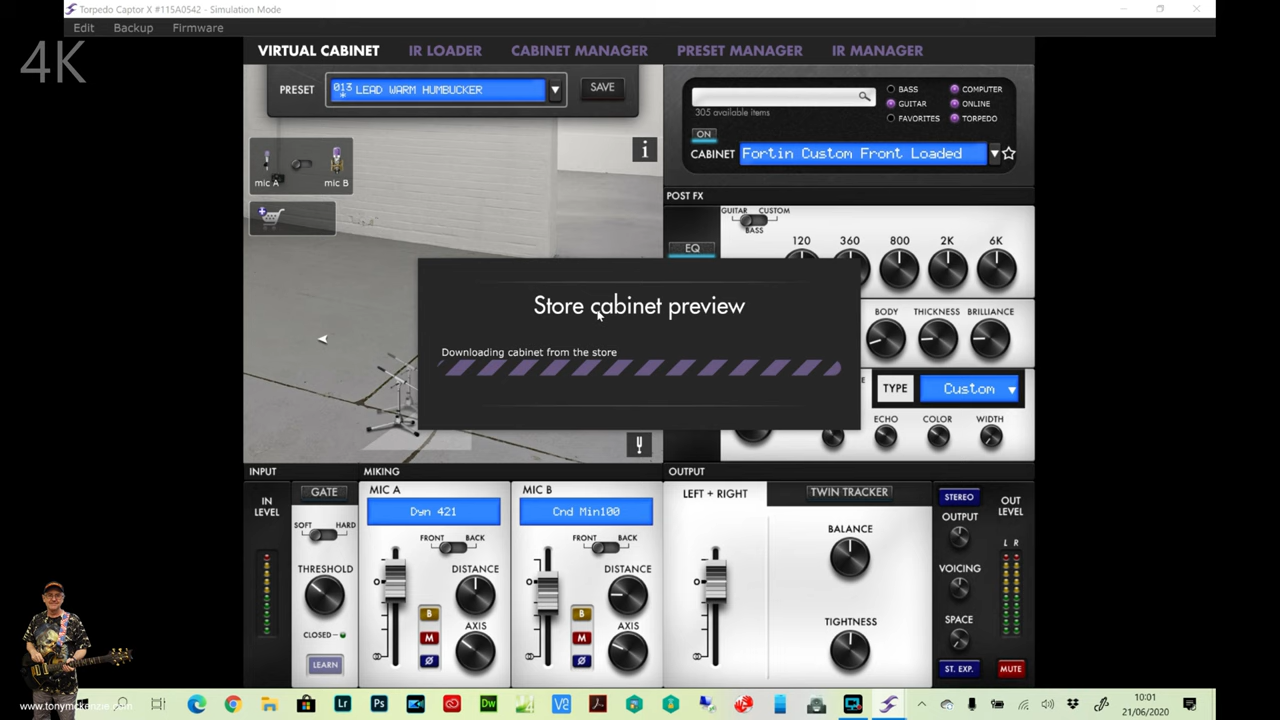 Torpedo Captor X #115A0542 - Simulation Mode
Edit Backup Firmware
4K
VIRTUAL CABINET IR LOADER CABINET MANAGER PRESET MANAGER IR MANAGER
PRESET 013 * LEAD WARM HUMBUCKER SAVE
305 available items
BASS COMPUTER
GUITAR ONLINE
FAVORITES TORPEDO
ON
CABINET Fortin Custom Front Loaded
mic A mic B
i
POST FX
GUITAR CUSTOM
BASS
EQ
120 360 800 2K 6K
Store cabinet preview
Downloading cabinet from the store
BODY THICKNESS BRILLIANCE
TYPE Custom
ECHO COLOR WIDTH
INPUT MIKING OUTPUT
IN LEVEL
GATE
SOFT HARD
THRESHOLD
CLOSED
LEARN
MIC A
Dyn 421
FRONT BACK
DISTANCE
0
B
M
Ø
AXIS
∞
MIC B
Cnd Min100
FRONT BACK
DISTANCE
0
B
M
Ø
AXIS
∞
LEFT + RIGHT
0
TWIN TRACKER
BALANCE
TIGHTNESS
STEREO
OUTPUT
VOICING
SPACE
ST. EXP.
OUT LEVEL
L R
MUTE
www.tonymckenzie.com
Lr Ps Dw
10:01
21/06/2020